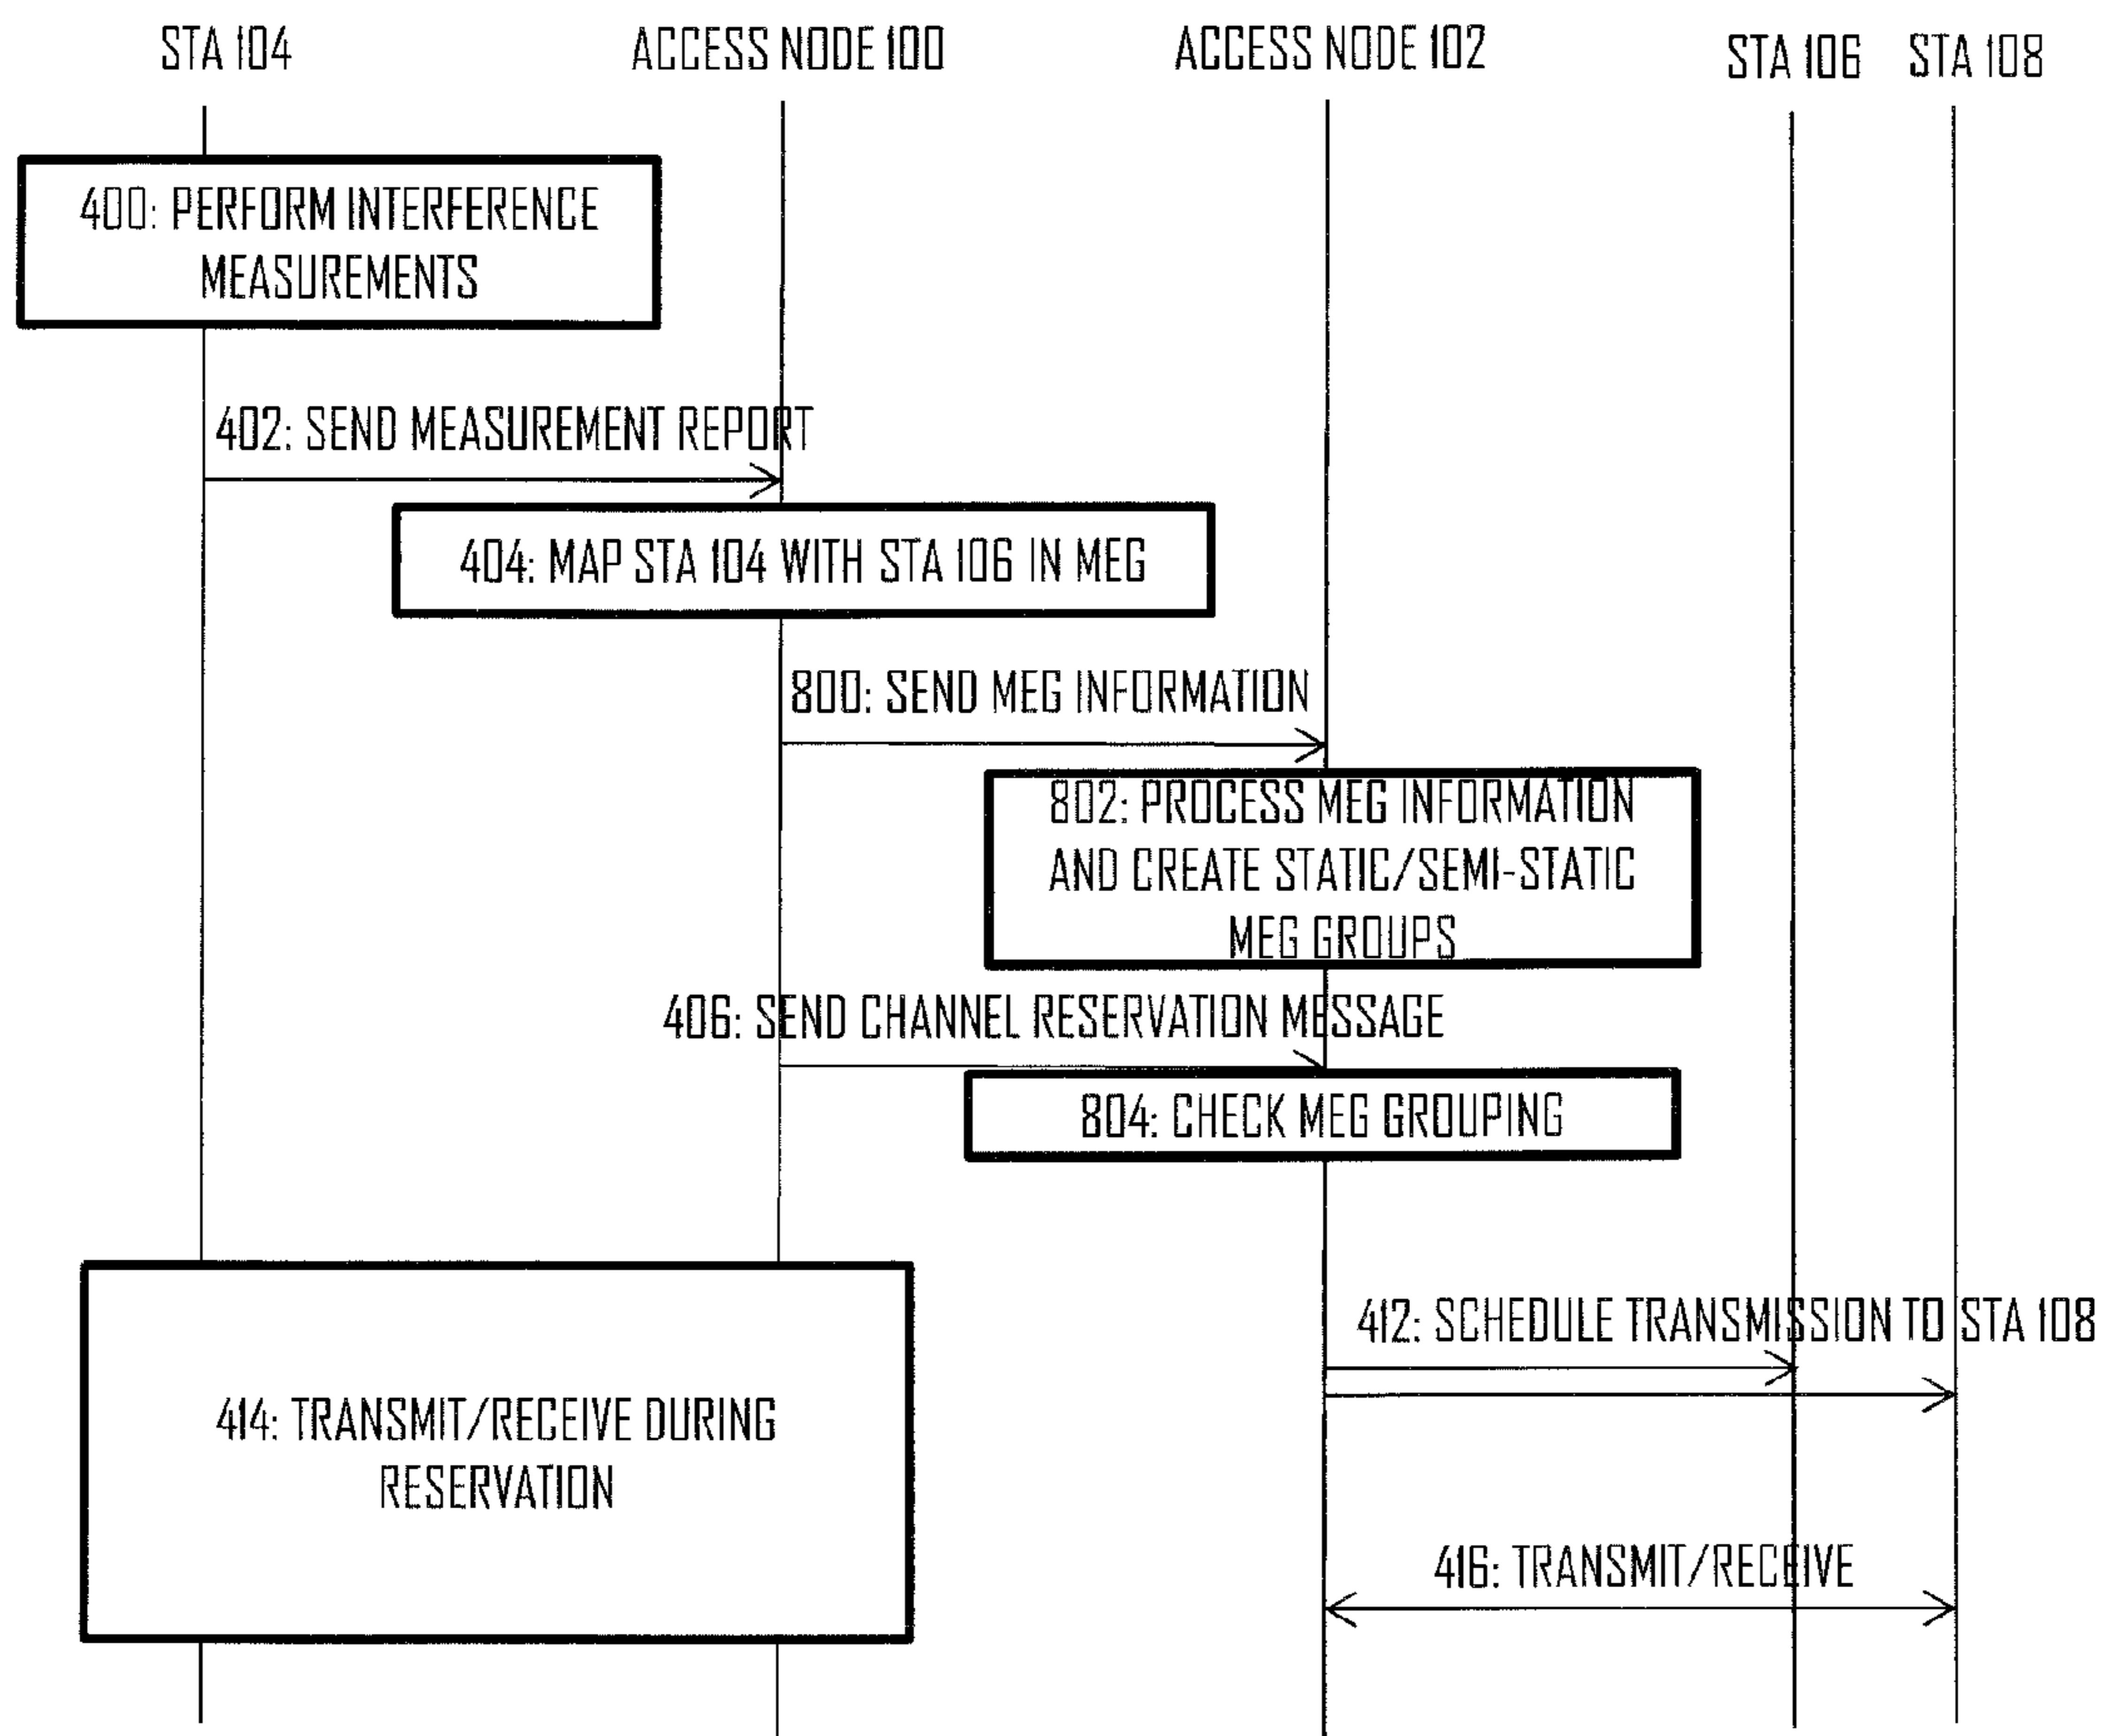 STA 104
ACCESS NODE 100
ACCESS NODE 102
STA 106
STA 108
400: PERFORM INTERFERENCE
MEASUREMENTS
402: SEND MEASUREMENT REPORT
404: MAP STA 104 WITH STA 106 IN MEG
800: SEND MEG INFORMATION
802: PROCESS MEG INFORMATION
AND CREATE STATIC/SEMI-STATIC
MEG GROUPS
406: SEND CHANNEL RESERVATION MESSAGE
804: CHECK MEG GROUPING
412: SCHEDULE TRANSMISSION TO STA 108
414: TRANSMIT/RECEIVE DURING
RESERVATION
416: TRANSMIT/RECEIVE